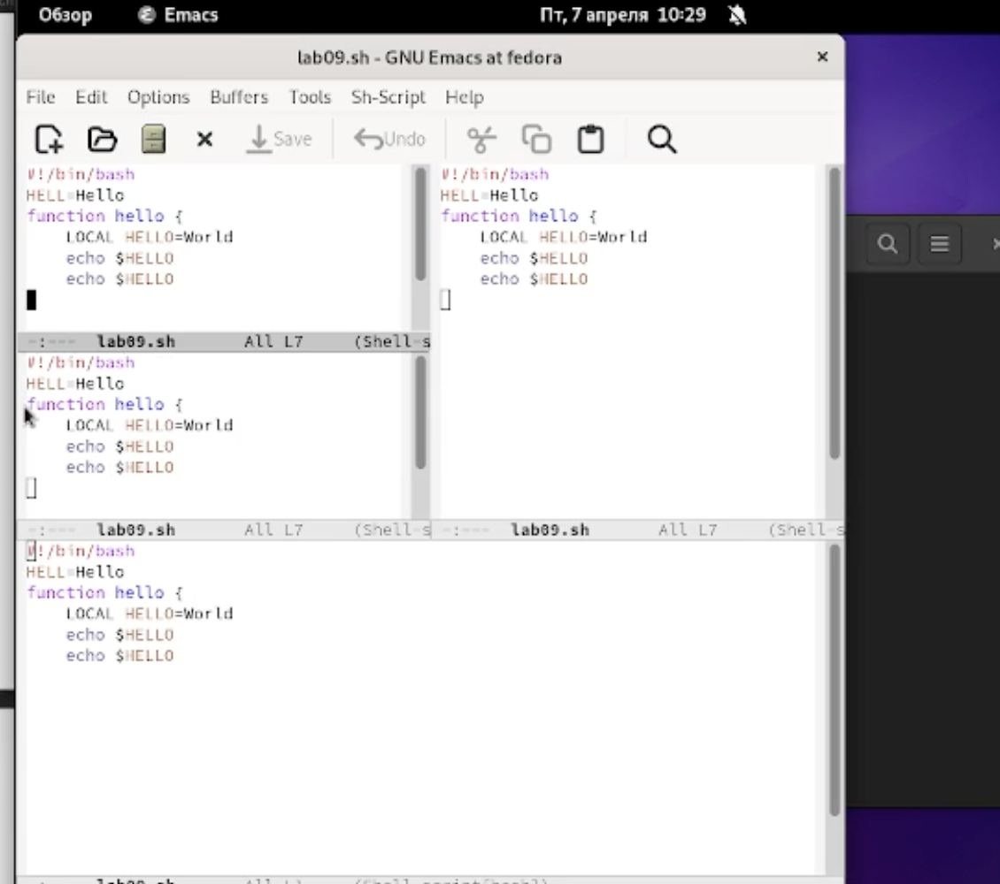 Обзор Emacs Пт, 7 апреля 10:29
lab09.sh - GNU Emacs at fedora
File Edit Options Buffers Tools Sh-Script Help
Save Undo
#!/bin/bash
HELL=Hello
function hello {
LOCAL HELLO=World
echo $HELLO
echo $HELLO
-:--- lab09.sh All L7 (Shell-s
#!/bin/bash
HELL=Hello
function hello {
LOCAL HELLO=World
echo $HELLO
echo $HELLO
-:--- lab09.sh All L7 (Shell-s
#!/bin/bash
HELL=Hello
function hello {
LOCAL HELLO=World
echo $HELLO
echo $HELLO
-:--- lab09.sh All L7 (Shell-s
#!/bin/bash
HELL=Hello
function hello {
LOCAL HELLO=World
echo $HELLO
echo $HELLO
lab09.sh All